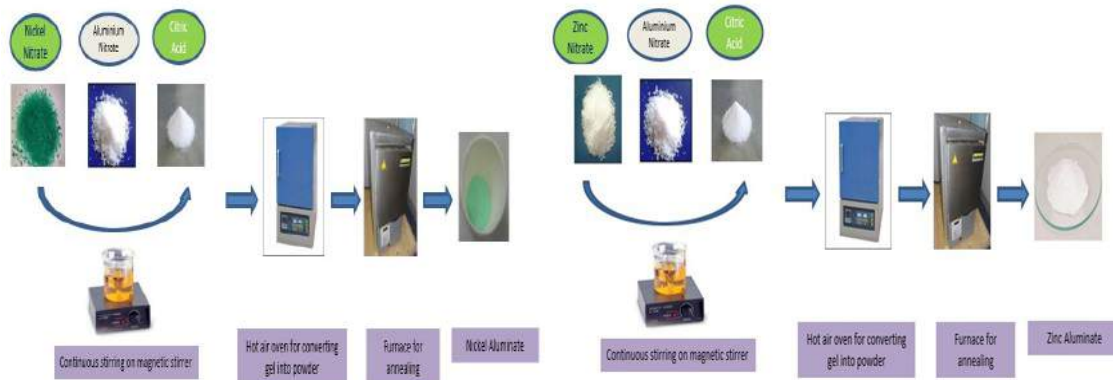 Nickel
Nitrate
Aluminium
Nitrate
Citric
Acid
Continuous stirring on magnetic stirrer
Hot air oven for converting
gel into powder
Furnace for
annealing
Nickel Aluminate
Zinc
Nitrate
Aluminium
Nitrate
Citric
Acid
Continuous stirring on magnetic stirrer
Hot air oven for converting
gel into powder
Furnace for
annealing
Zinc Aluminate